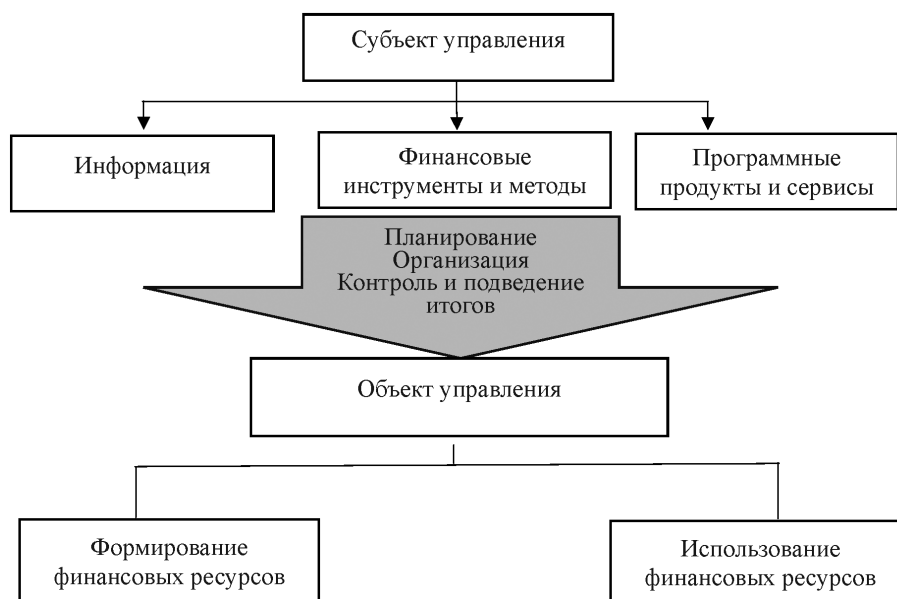 Субъект управления
Информация
Финансовые
инструменты и методы
Программные
продукты и сервисы
Планирование
Организация
Контроль и подведение
итогов
Объект управления
Формирование
финансовых ресурсов
Использование
финансовых ресурсов